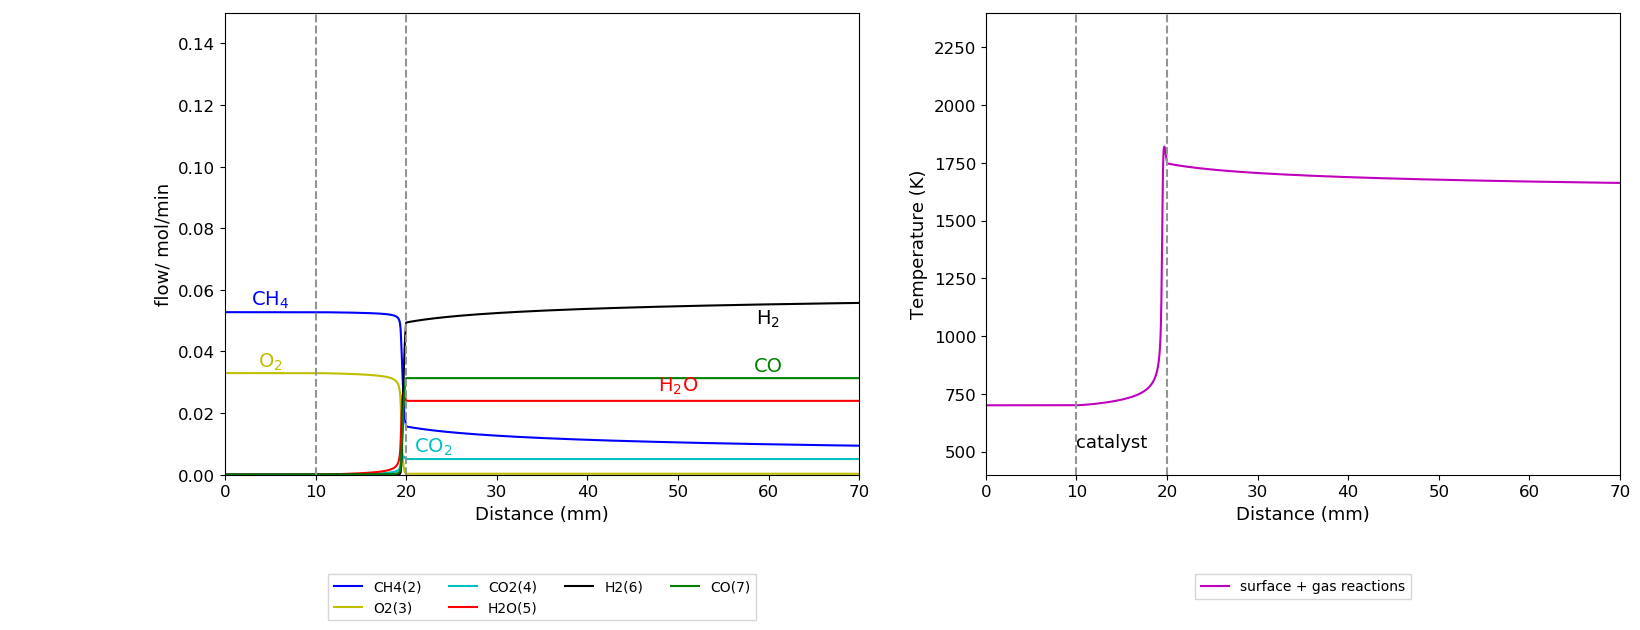 0.14
0.12
0.10
0.08
0.06
0.04
0.02
0.00
flow/ mol/min
CH₄
O₂
H₂
CO
H₂O
CO₂
0 10 20 30 40 50 60 70
Distance (mm)
CH4(2) CO2(4) H2(6) CO(7)
O2(3) H2O(5)
2250
2000
1750
1500
1250
1000
750
500
Temperature (K)
catalyst
0 10 20 30 40 50 60 70
Distance (mm)
surface + gas reactions